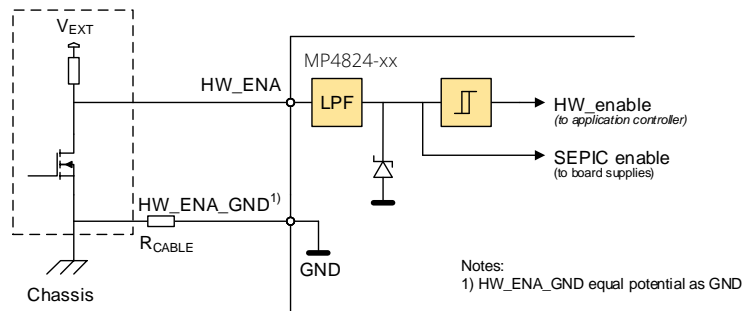 V_EXT
MP4824-xx
HW_ENA
LPF
HW_enable
(to application controller)
SEPIC enable
(to board supplies)
HW_ENA_GND¹⁾
R_CABLE
GND
Chassis
Notes:
1) HW_ENA_GND equal potential as GND